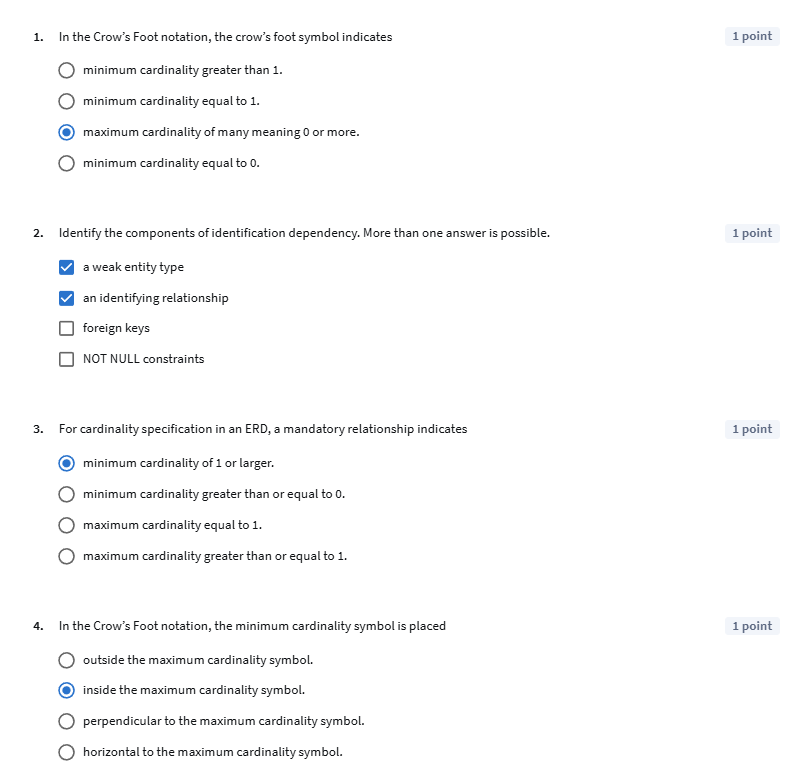 1. In the Crow’s Foot notation, the crow’s foot symbol indicates 1 point
minimum cardinality greater than 1.
minimum cardinality equal to 1.
maximum cardinality of many meaning 0 or more.
minimum cardinality equal to 0.
2. Identify the components of identification dependency. More than one answer is possible. 1 point
a weak entity type
an identifying relationship
foreign keys
NOT NULL constraints
3. For cardinality specification in an ERD, a mandatory relationship indicates 1 point
minimum cardinality of 1 or larger.
minimum cardinality greater than or equal to 0.
maximum cardinality equal to 1.
maximum cardinality greater than or equal to 1.
4. In the Crow’s Foot notation, the minimum cardinality symbol is placed 1 point
outside the maximum cardinality symbol.
inside the maximum cardinality symbol.
perpendicular to the maximum cardinality symbol.
horizontal to the maximum cardinality symbol.